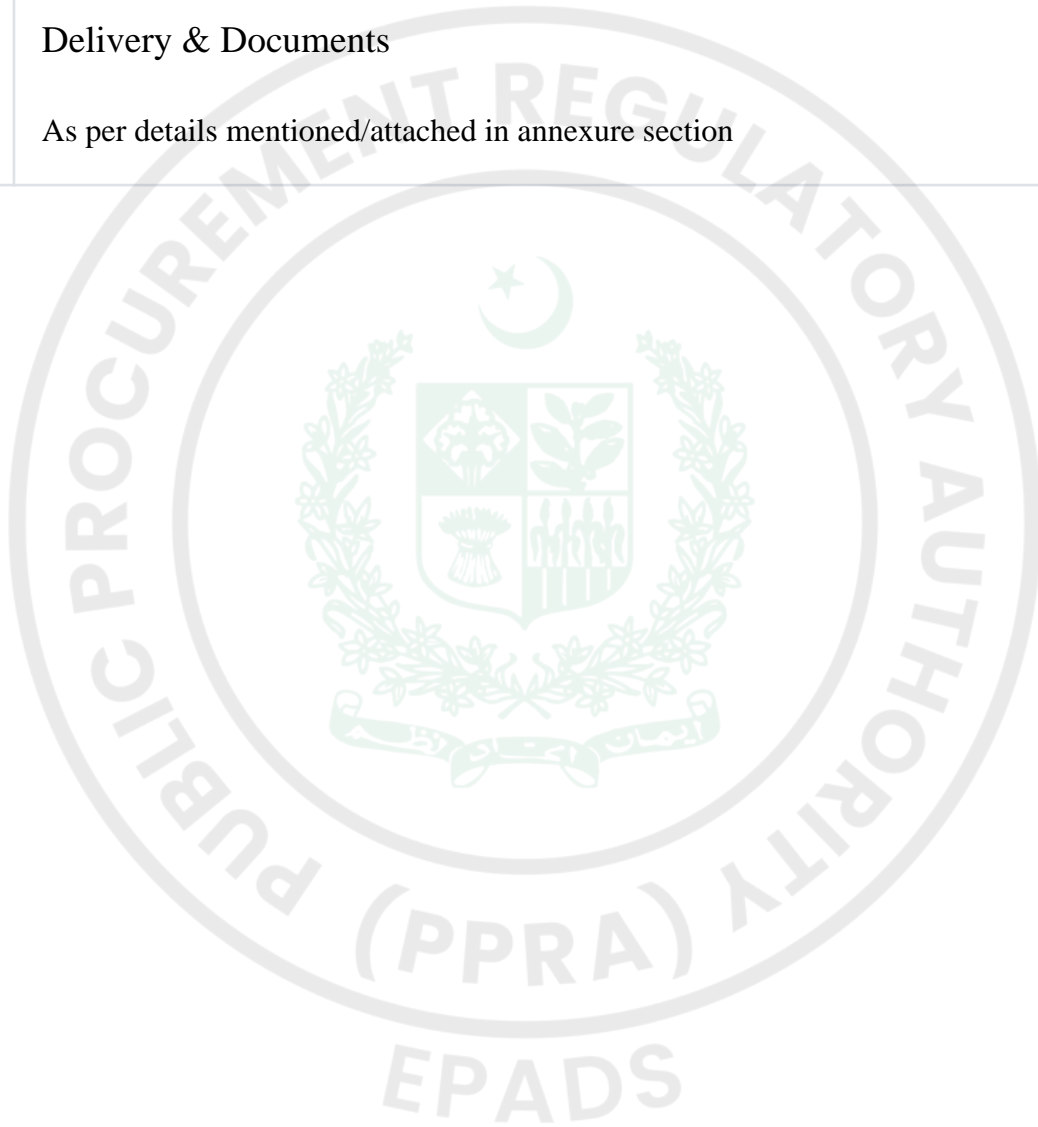 Delivery & Documents
As per details mentioned/attached in annexure section
PUBLIC PROCUREMENT REGULATORY AUTHORITY
(PPRA)
EPADS